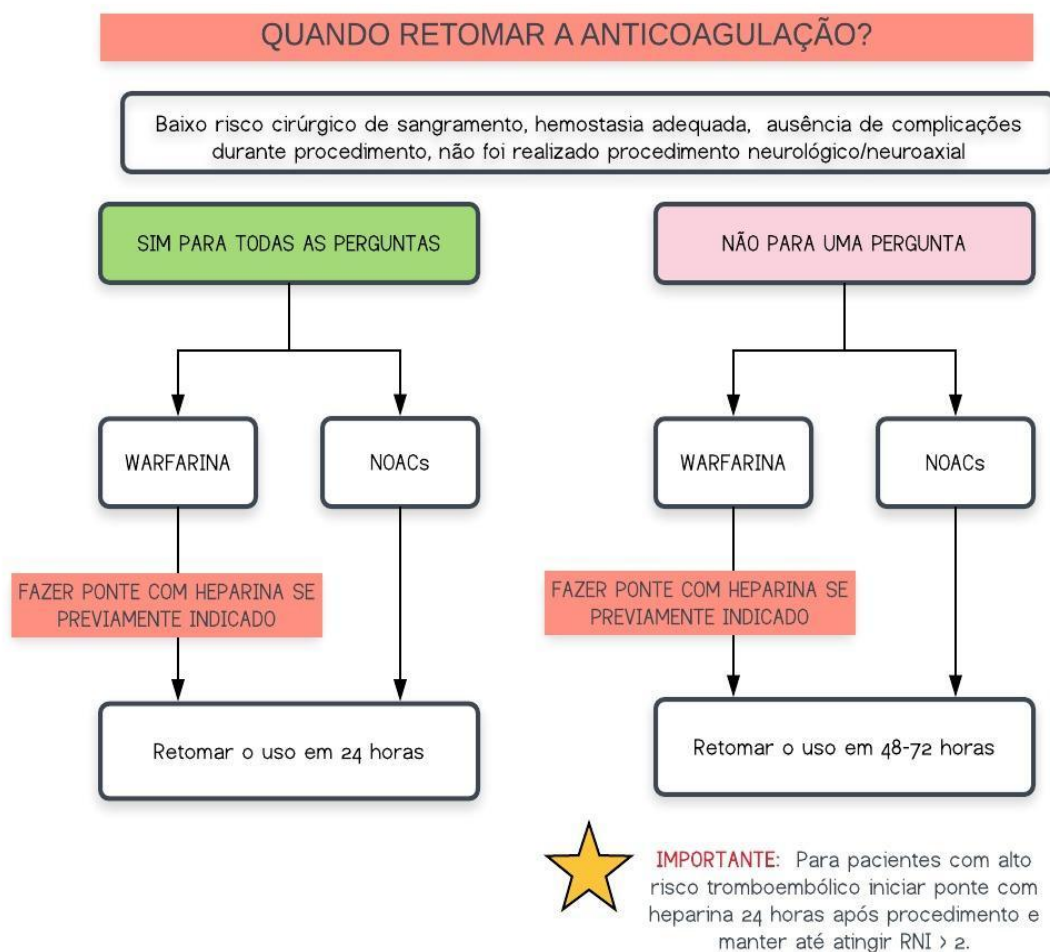 QUANDO RETOMAR A ANTICOAGULAÇÃO?
Baixo risco cirúrgico de sangramento, hemostasia adequada, ausência de complicações
durante procedimento, não foi realizado procedimento neurológico/neuroaxial
SIM PARA TODAS AS PERGUNTAS
NÃO PARA UMA PERGUNTA
WARFARINA
NOACs
WARFARINA
NOACs
FAZER PONTE COM HEPARINA SE
PREVIAMENTE INDICADO
FAZER PONTE COM HEPARINA SE
PREVIAMENTE INDICADO
Retomar o uso em 24 horas
Retomar o uso em 48-72 horas
IMPORTANTE: Para pacientes com alto
risco tromboembólico iniciar ponte com
heparina 24 horas após procedimento e
manter até atingir RNI > 2.